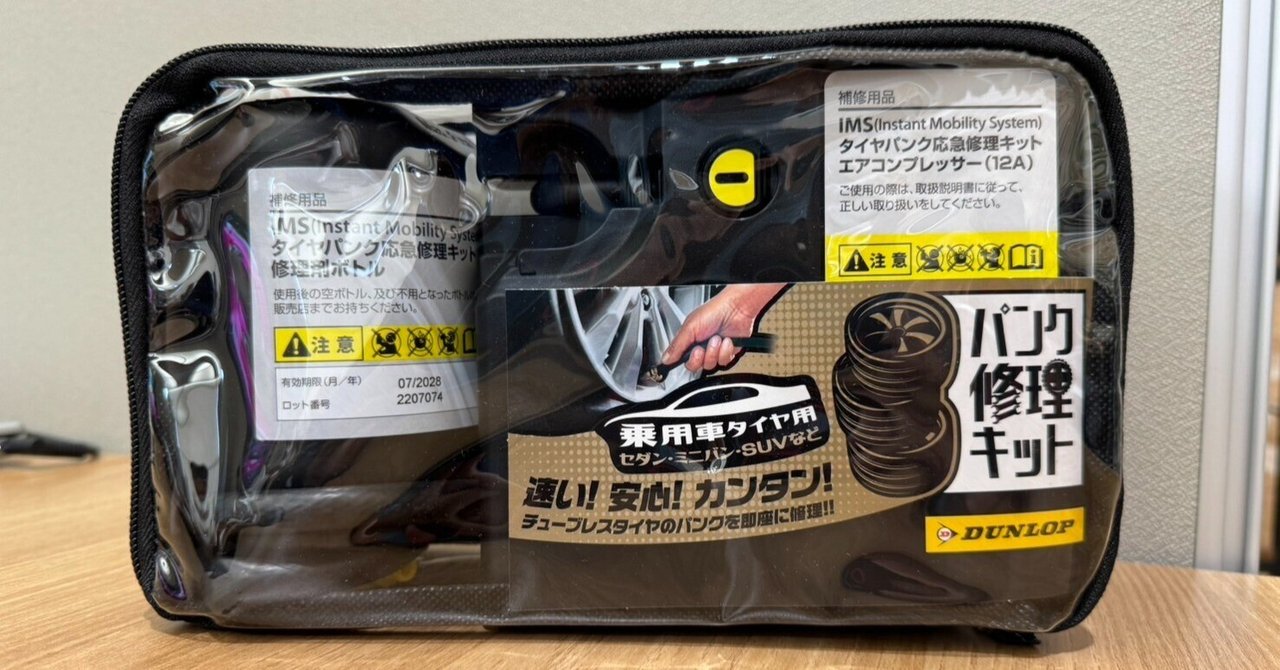 補修用品
IMS(Instant Mobility System)
タイヤパンク応急修理キット
エアコンプレッサー(12A)
ご使用の際は、取扱説明書に従って、
正しい取り扱いをしてください。
注意
補修用品
IMS(Instant Mobility Syste
タイヤパンク応急修理キット
修理剤ボトル
使用後の空ボトル、及び不用となったボトル
販売店までお持ちください。
注意
有効期限(月/年) 07/2028
ロット番号 2207074
パンク
修理
キット
乗用車タイヤ用
セダン・ミニバン・SUVなど
速い! 安心! カンタン!
チューブレスタイヤのパンクを即座に修理!!
DUNLOP